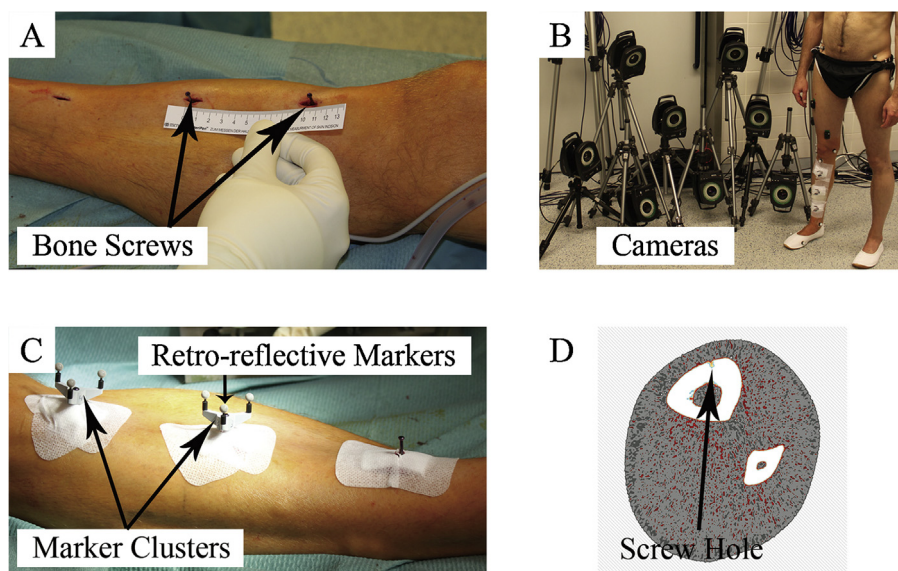 A
Bone Screws
B
Cameras
C
Retro-reflective Markers
Marker Clusters
D
Screw Hole